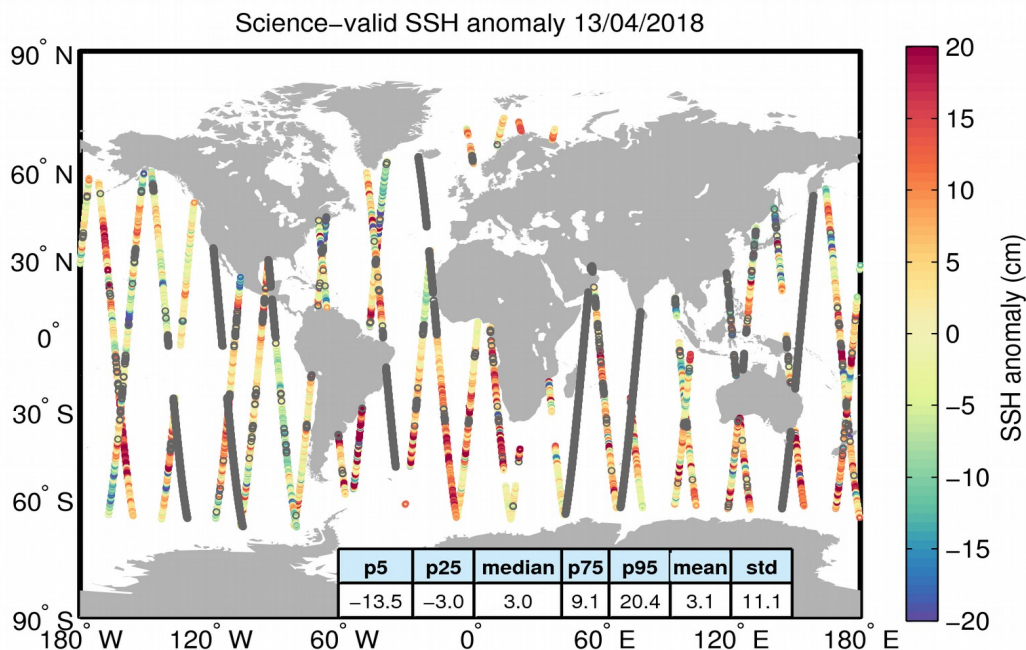 Science−valid SSH anomaly 13/04/2018
90° N
60° N
30° N
0°
30° S
60° S
90° S
180° W
120° W
60° W
0°
60° E
120° E
180° E
p5 p25 median p75 p95 mean std
−13.5 −3.0 3.0 9.1 20.4 3.1 11.1
20
15
10
5
0
−5
−10
−15
−20
SSH anomaly (cm)